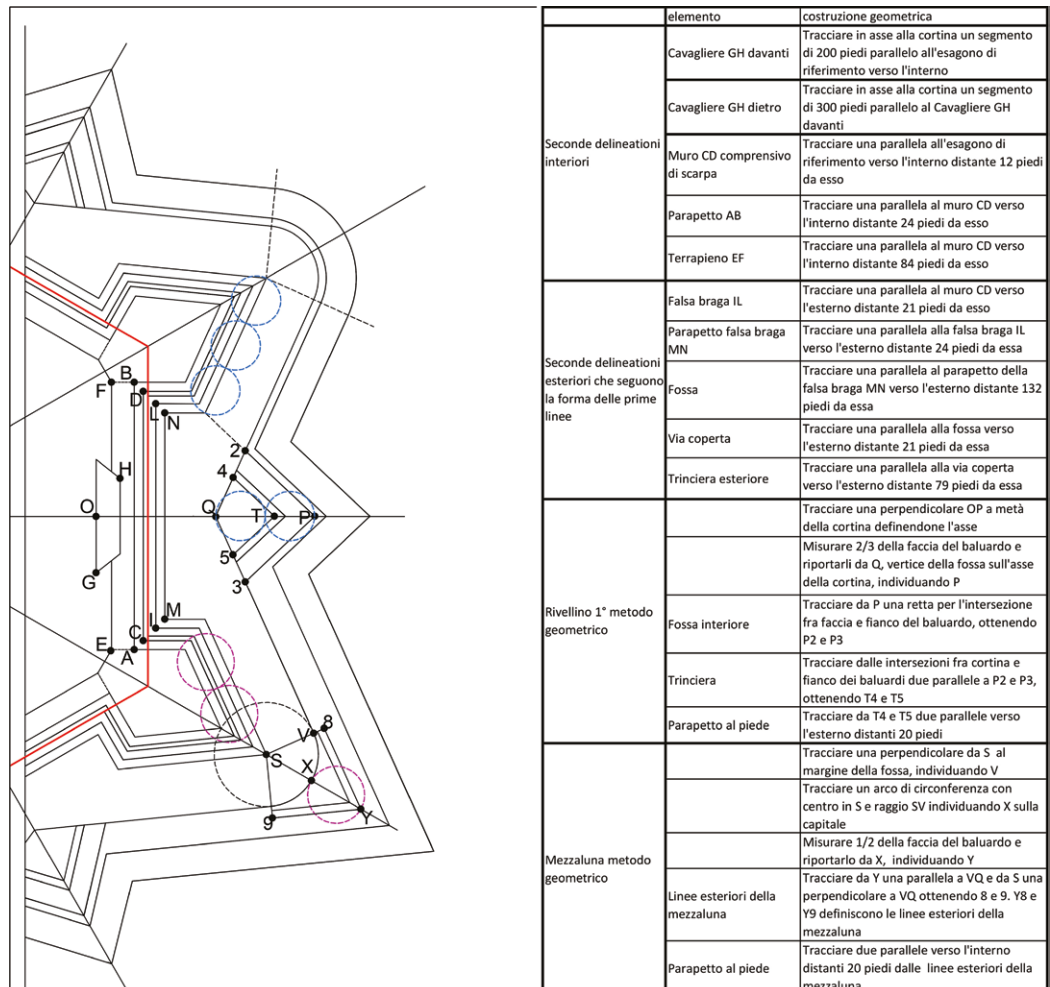 B
F
D
L
N
2
4
H
O
Q
T
P
5
G
3
M
I
C
E
A
8
V
S
X
9
Y
elemento
costruzione geometrica
Seconde delineationi
interiori
Cavagliere GH davanti
Tracciare in asse alla cortina un segmento
di 200 piedi parallelo all'esagono di
riferimento verso l'interno
Cavagliere GH dietro
Tracciare in asse alla cortina un segmento
di 300 piedi parallelo al Cavagliere GH
davanti
Muro CD comprensivo
di scarpa
Tracciare una parallela all'esagono di
riferimento verso l'interno distante 12 piedi
da esso
Parapetto AB
Tracciare una parallela al muro CD verso
l'interno distante 24 piedi da esso
Terrapieno EF
Tracciare una parallela al muro CD verso
l'interno distante 84 piedi da esso
Seconde delineationi
esteriori che seguono
la forma delle prime
linee
Falsa braga IL
Tracciare una parallela al muro CD verso
l'esterno distante 21 piedi da esso
Parapetto falsa braga
MN
Tracciare una parallela alla falsa braga IL
verso l'esterno distante 24 piedi da essa
Fossa
Tracciare una parallela al parapetto della
falsa braga MN verso l'esterno distante 132
piedi da essa
Via coperta
Tracciare una parallela alla fossa verso
l'esterno distante 21 piedi da essa
Trinciera esteriore
Tracciare una parallela alla via coperta
verso l'esterno distante 79 piedi da essa
Rivellino 1° metodo
geometrico
Tracciare una perpendicolare OP a metà
della cortina definendone l'asse
Misurare 2/3 della faccia del baluardo e
riportarli da Q, vertice della fossa sull'asse
della cortina, individuando P
Fossa interiore
Tracciare da P una retta per l'intersezione
fra faccia e fianco del baluardo, ottenendo
P2 e P3
Trinciera
Tracciare dalle intersezioni fra cortina e
fianco dei baluardi due parallele a P2 e P3,
ottenendo T4 e T5
Parapetto al piede
Tracciare da T4 e T5 due parallele verso
l'esterno distanti 20 piedi
Mezzaluna metodo
geometrico
Tracciare una perpendicolare da S al
margine della fossa, individuando V
Tracciare un arco di circonferenza con
centro in S e raggio SV individuando X sulla
capitale
Misurare 1/2 della faccia del baluardo e
riportarlo da X, individuando Y
Linee esteriori della
mezzaluna
Tracciare da Y una parallela a VQ e da S una
perpendicolare a VQ ottenendo 8 e 9. Y8 e
Y9 definiscono le linee esteriori della
mezzaluna
Parapetto al piede
Tracciare due parallele verso l'interno
distanti 20 piedi dalle linee esteriori della
mezzaluna